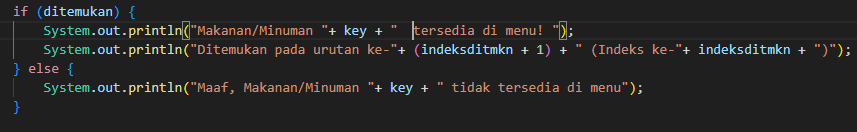 if (ditemukan) {
    System.out.println("Makanan/Minuman "+ key + "  tersedia di menu! ");
    System.out.println("Ditemukan pada urutan ke-"+ (indeksditmkn + 1) + " (Indeks ke-"+ indeksditmkn + ")");
} else {
    System.out.println("Maaf, Makanan/Minuman "+ key + " tidak tersedia di menu");
}